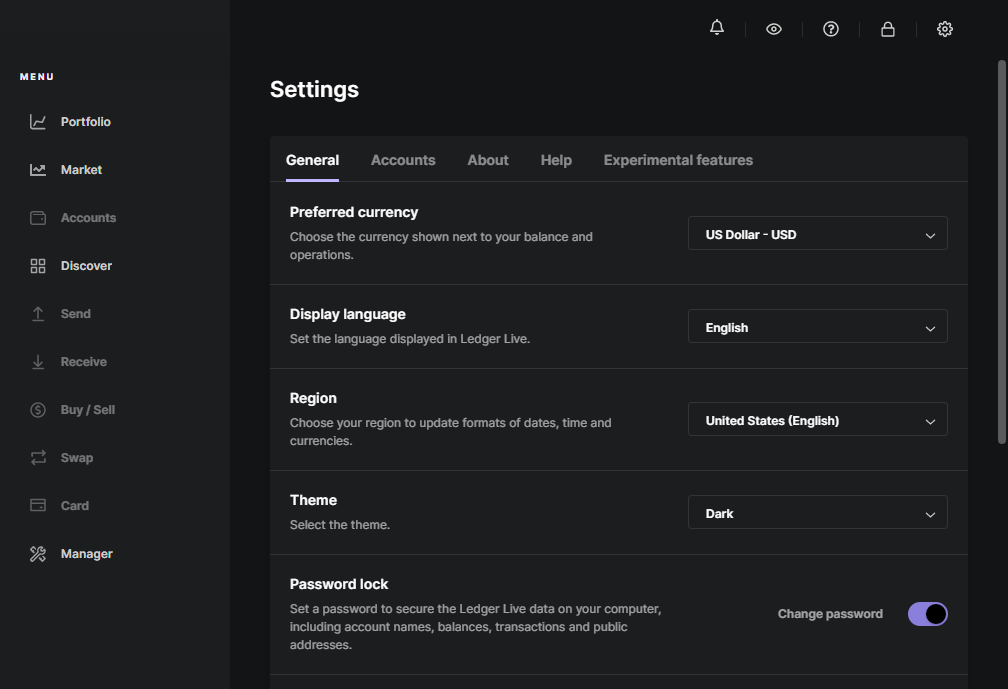 MENU
Portfolio
Market
Accounts
Discover
Send
Receive
Buy / Sell
Swap
Card
Manager
Settings
General Accounts About Help Experimental features
Preferred currency
Choose the currency shown next to your balance and
operations.
US Dollar - USD
Display language
Set the language displayed in Ledger Live.
English
Region
Choose your region to update formats of dates, time and
currencies.
United States (English)
Theme
Select the theme.
Dark
Password lock
Set a password to secure the Ledger Live data on your computer,
including account names, balances, transactions and public
addresses.
Change password